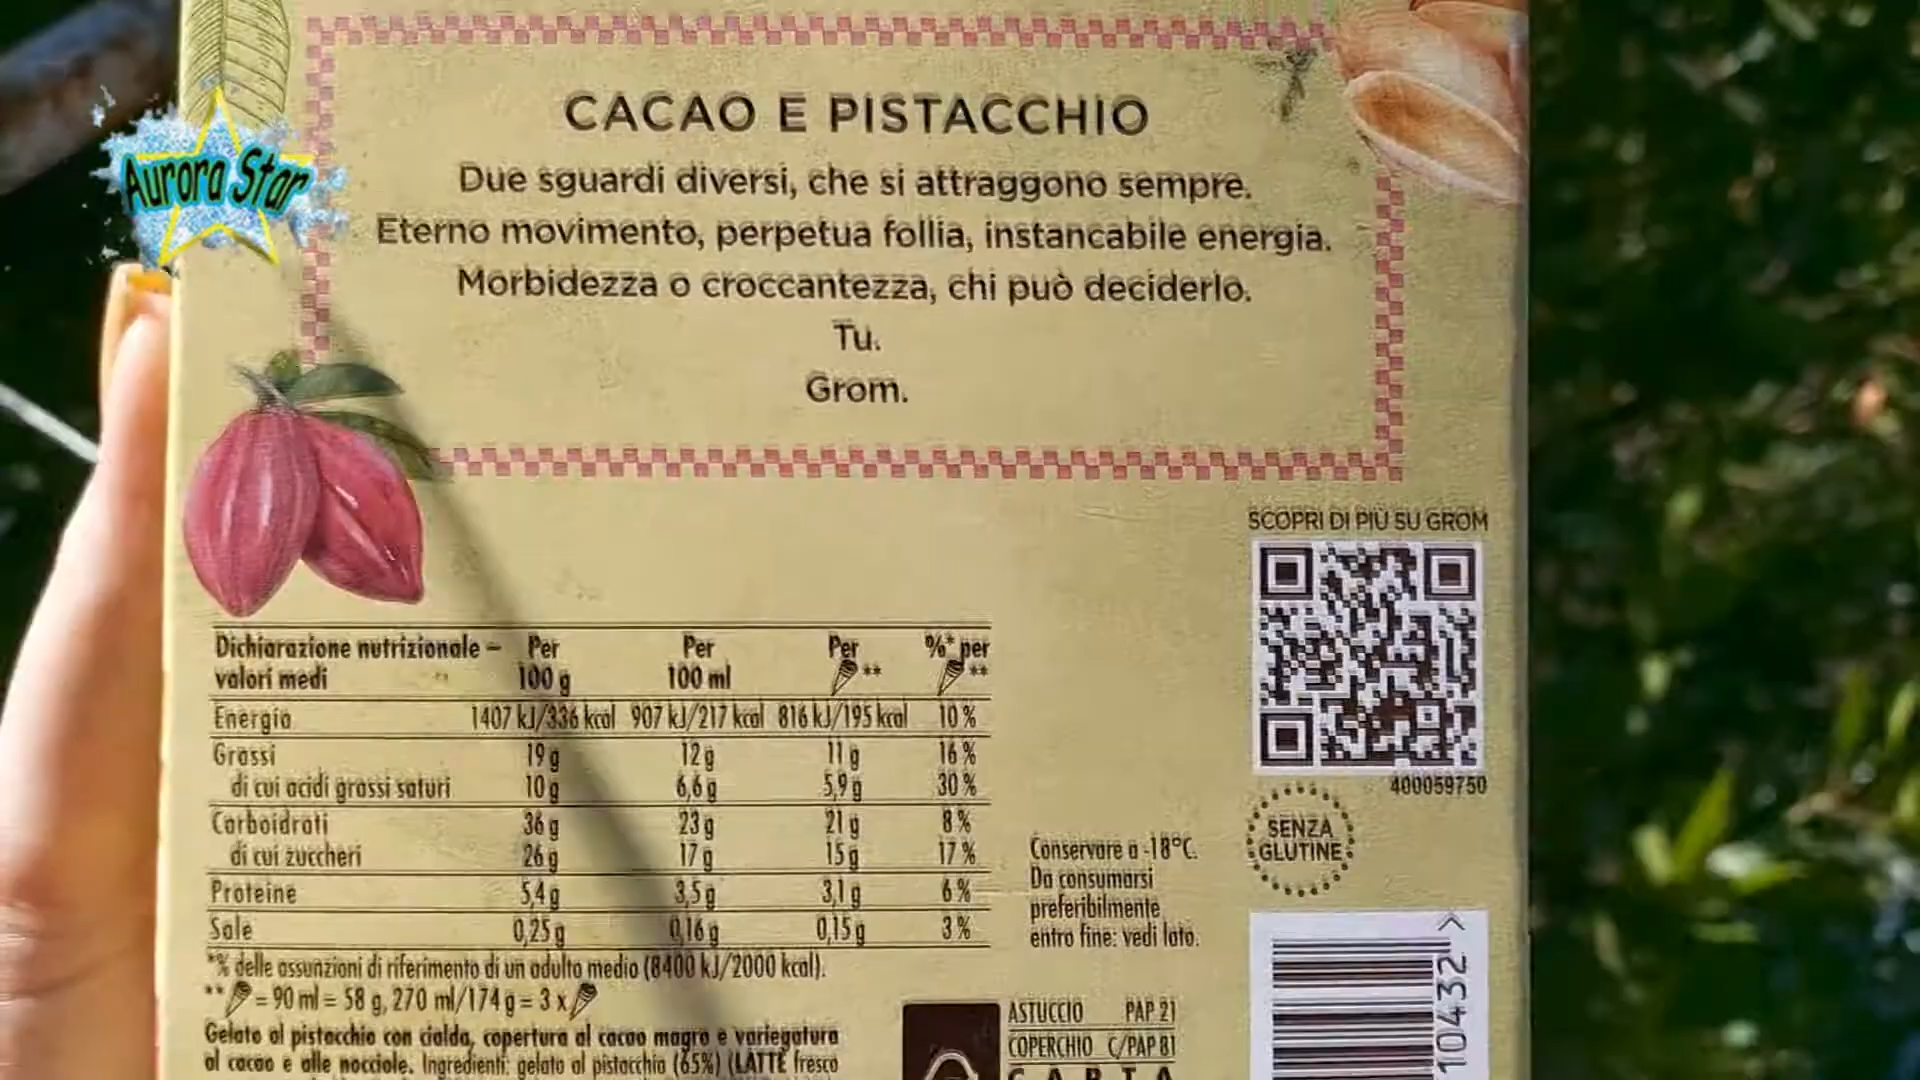 Aurora Star
CACAO E PISTACCHIO
Due sguardi diversi, che si attraggono sempre.
Eterno movimento, perpetua follia, instancabile energia.
Morbidezza o croccantezza, chi può deciderlo.
Tu.
Grom.
SCOPRI DI PIÙ SU GROM
400059750
SENZA
GLUTINE
Dichiarazione nutrizionale – Per Per Per %* per
valori medi 100 g 100 ml ** **
Energia 1407 kJ/336 kcal 907 kJ/217 kcal 816 kJ/195 kcal 10 %
Grassi 19 g 12 g 11 g 16 %
di cui acidi grassi saturi 10 g 6,6 g 5,9 g 30 %
Carboidrati 36 g 23 g 21 g 8 %
di cui zuccheri 26 g 17 g 15 g 17 %
Proteine 5,4 g 3,5 g 3,1 g 6 %
Sale 0,25 g 0,16 g 0,15 g 3 %
*% delle assunzioni di riferimento di un adulto medio (8400 kJ/2000 kcal).
** = 90 ml = 58 g, 270 ml/174 g = 3 x
Gelato al pistacchio con cialda, copertura al cacao magro e variegatura
al cacao e alle nocciole. Ingredienti: gelato al pistacchio (65%) (LATTE fresco
Conservare a -18°C.
Da consumarsi
preferibilmente
entro fine: vedi lato.
ASTUCCIO PAP 21
COPERCHIO C/PAP 81
CARTA
104321 >